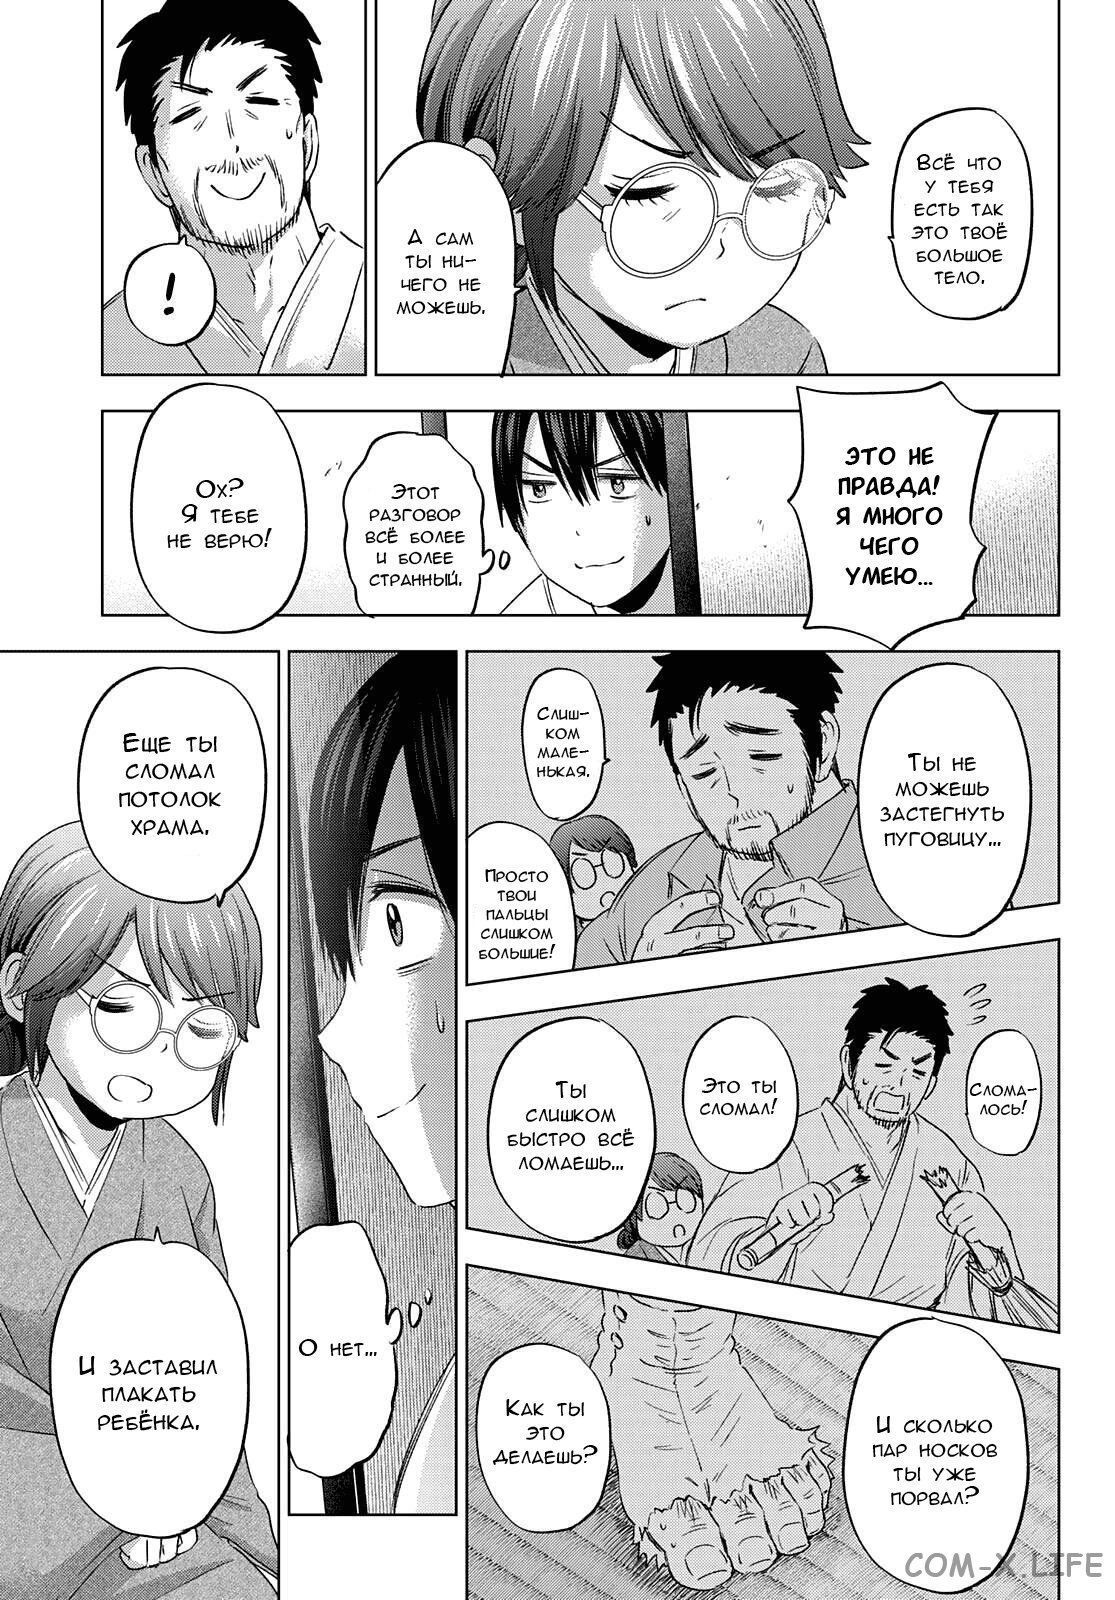 ВСЁ ЧТО
У ТЕБЯ
ЕСТЬ ТАК
ЭТО ТВОЁ
БОЛЬШОЕ
ТЕЛО.
А САМ
ТЫ НИ-
ЧЕГО НЕ
МОЖЕШЬ.
!
ЭТО НЕ
ПРАВДА!
Я МНОГО
ЧЕГО
УМЕЮ...
ЭТОТ
РАЗГОВОР
ВСЁ БОЛЕЕ
И БОЛЕЕ
СТРАННЫЙ.
ОХ?
Я ТЕБЕ
НЕ ВЕРЮ!
ТЫ НЕ
МОЖЕШЬ
ЗАСТЕГНУТЬ
ПУГОВИЦУ...
СЛИШ-
КОМ
МАЛЕ-
НЬКАЯ.
ПРОСТО
ТВОИ
ПАЛЬЦЫ
СЛИШКОМ
БОЛЬШИЕ!
СЛОМА-
ЛОСЬ!
ЭТО ТЫ
СЛОМАЛ!
ТЫ
СЛИШКОМ
БЫСТРО ВСЁ
ЛОМАЕШЬ...
И СКОЛЬКО
ПАР НОСКОВ
ТЫ УЖЕ
ПОРВАЛ?
КАК ТЫ
ЭТО
ДЕЛАЕШЬ?
О НЕТ...
ЕЩЕ ТЫ
СЛОМАЛ
ПОТОЛОК
ХРАМА.
И ЗАСТАВИЛ
ПЛАКАТЬ
РЕБЁНКА.
COM-X.LIFE